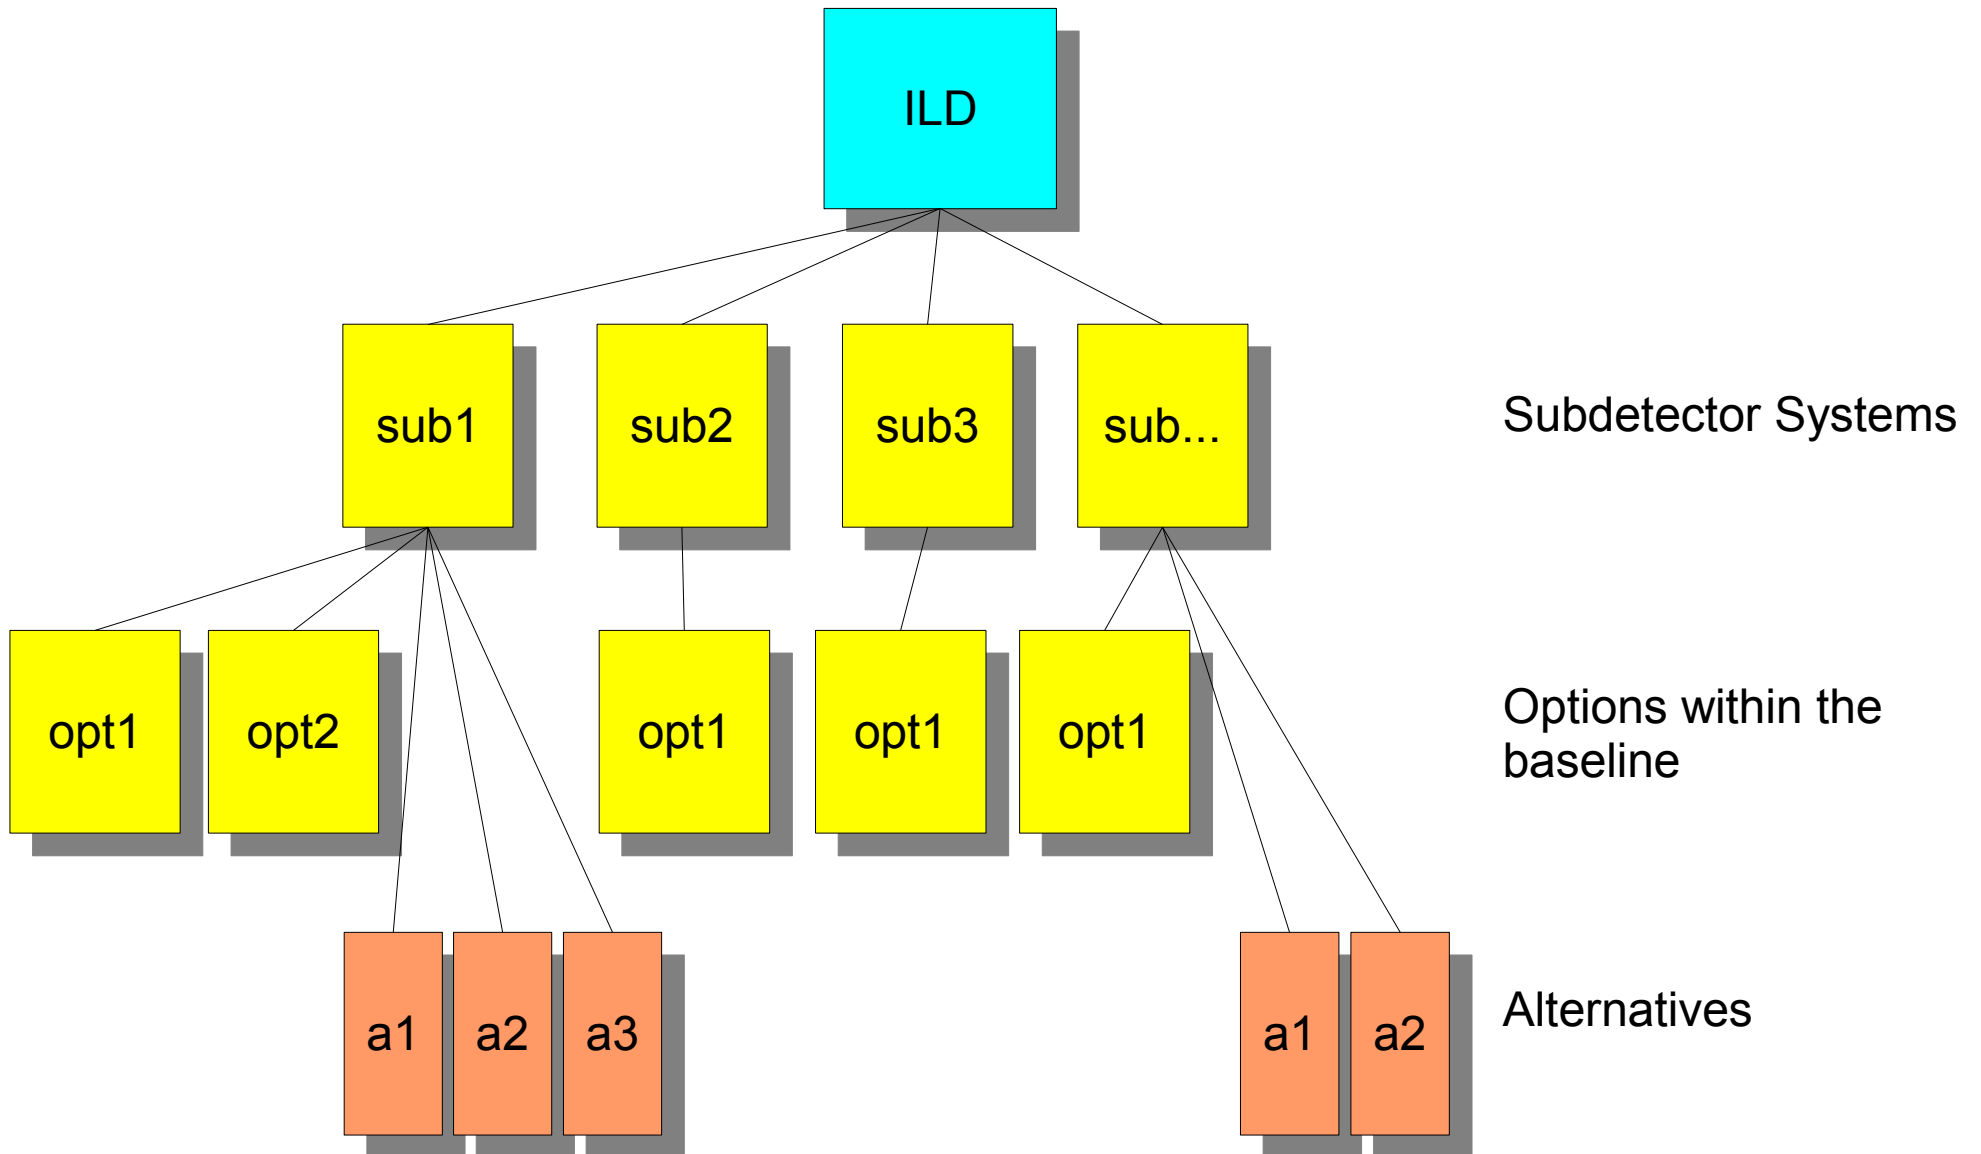 ILD
sub1 sub2 sub3 sub... Subdetector Systems
opt1 opt2 opt1 opt1 opt1 Options within the
baseline
a1 a2 a3 a1 a2 Alternatives